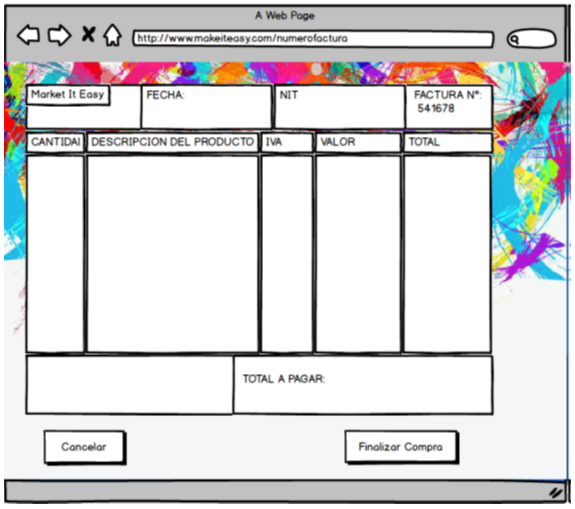 A Web Page
http://www.makeiteasy.com/numerofactura
Market It Easy
FECHA:
NIT
FACTURA N°:
541678
CANTIDAI
DESCRIPCION DEL PRODUCTO
IVA
VALOR
TOTAL
TOTAL A PAGAR:
Cancelar
Finalizar Compra